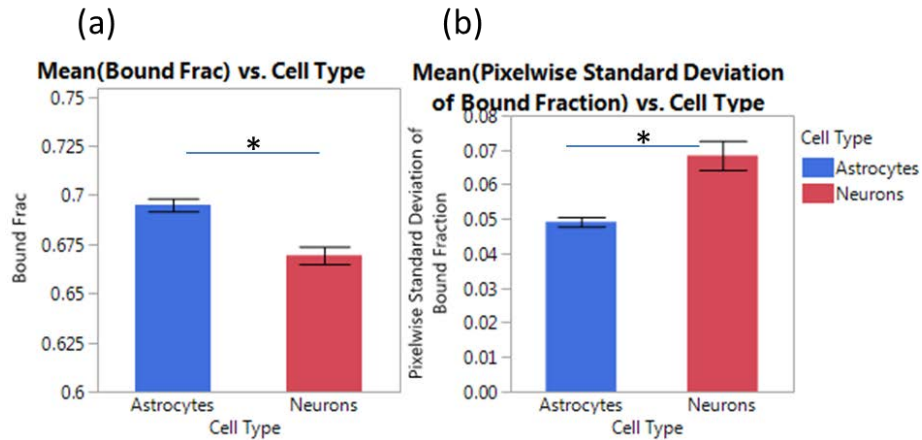 (a)
Mean(Bound Frac) vs. Cell Type
0.75
0.725
0.7
0.675
0.65
0.625
0.6
Bound Frac
*
Astrocytes
Neurons
Cell Type
(b)
Mean(Pixelwise Standard Deviation
of Bound Fraction) vs. Cell Type
0.08
0.07
0.06
0.05
0.04
0.03
0.02
0.01
0.00
Pixelwise Standard Deviation of
Bound Fraction
*
Astrocytes
Neurons
Cell Type
Cell Type
Astrocytes
Neurons